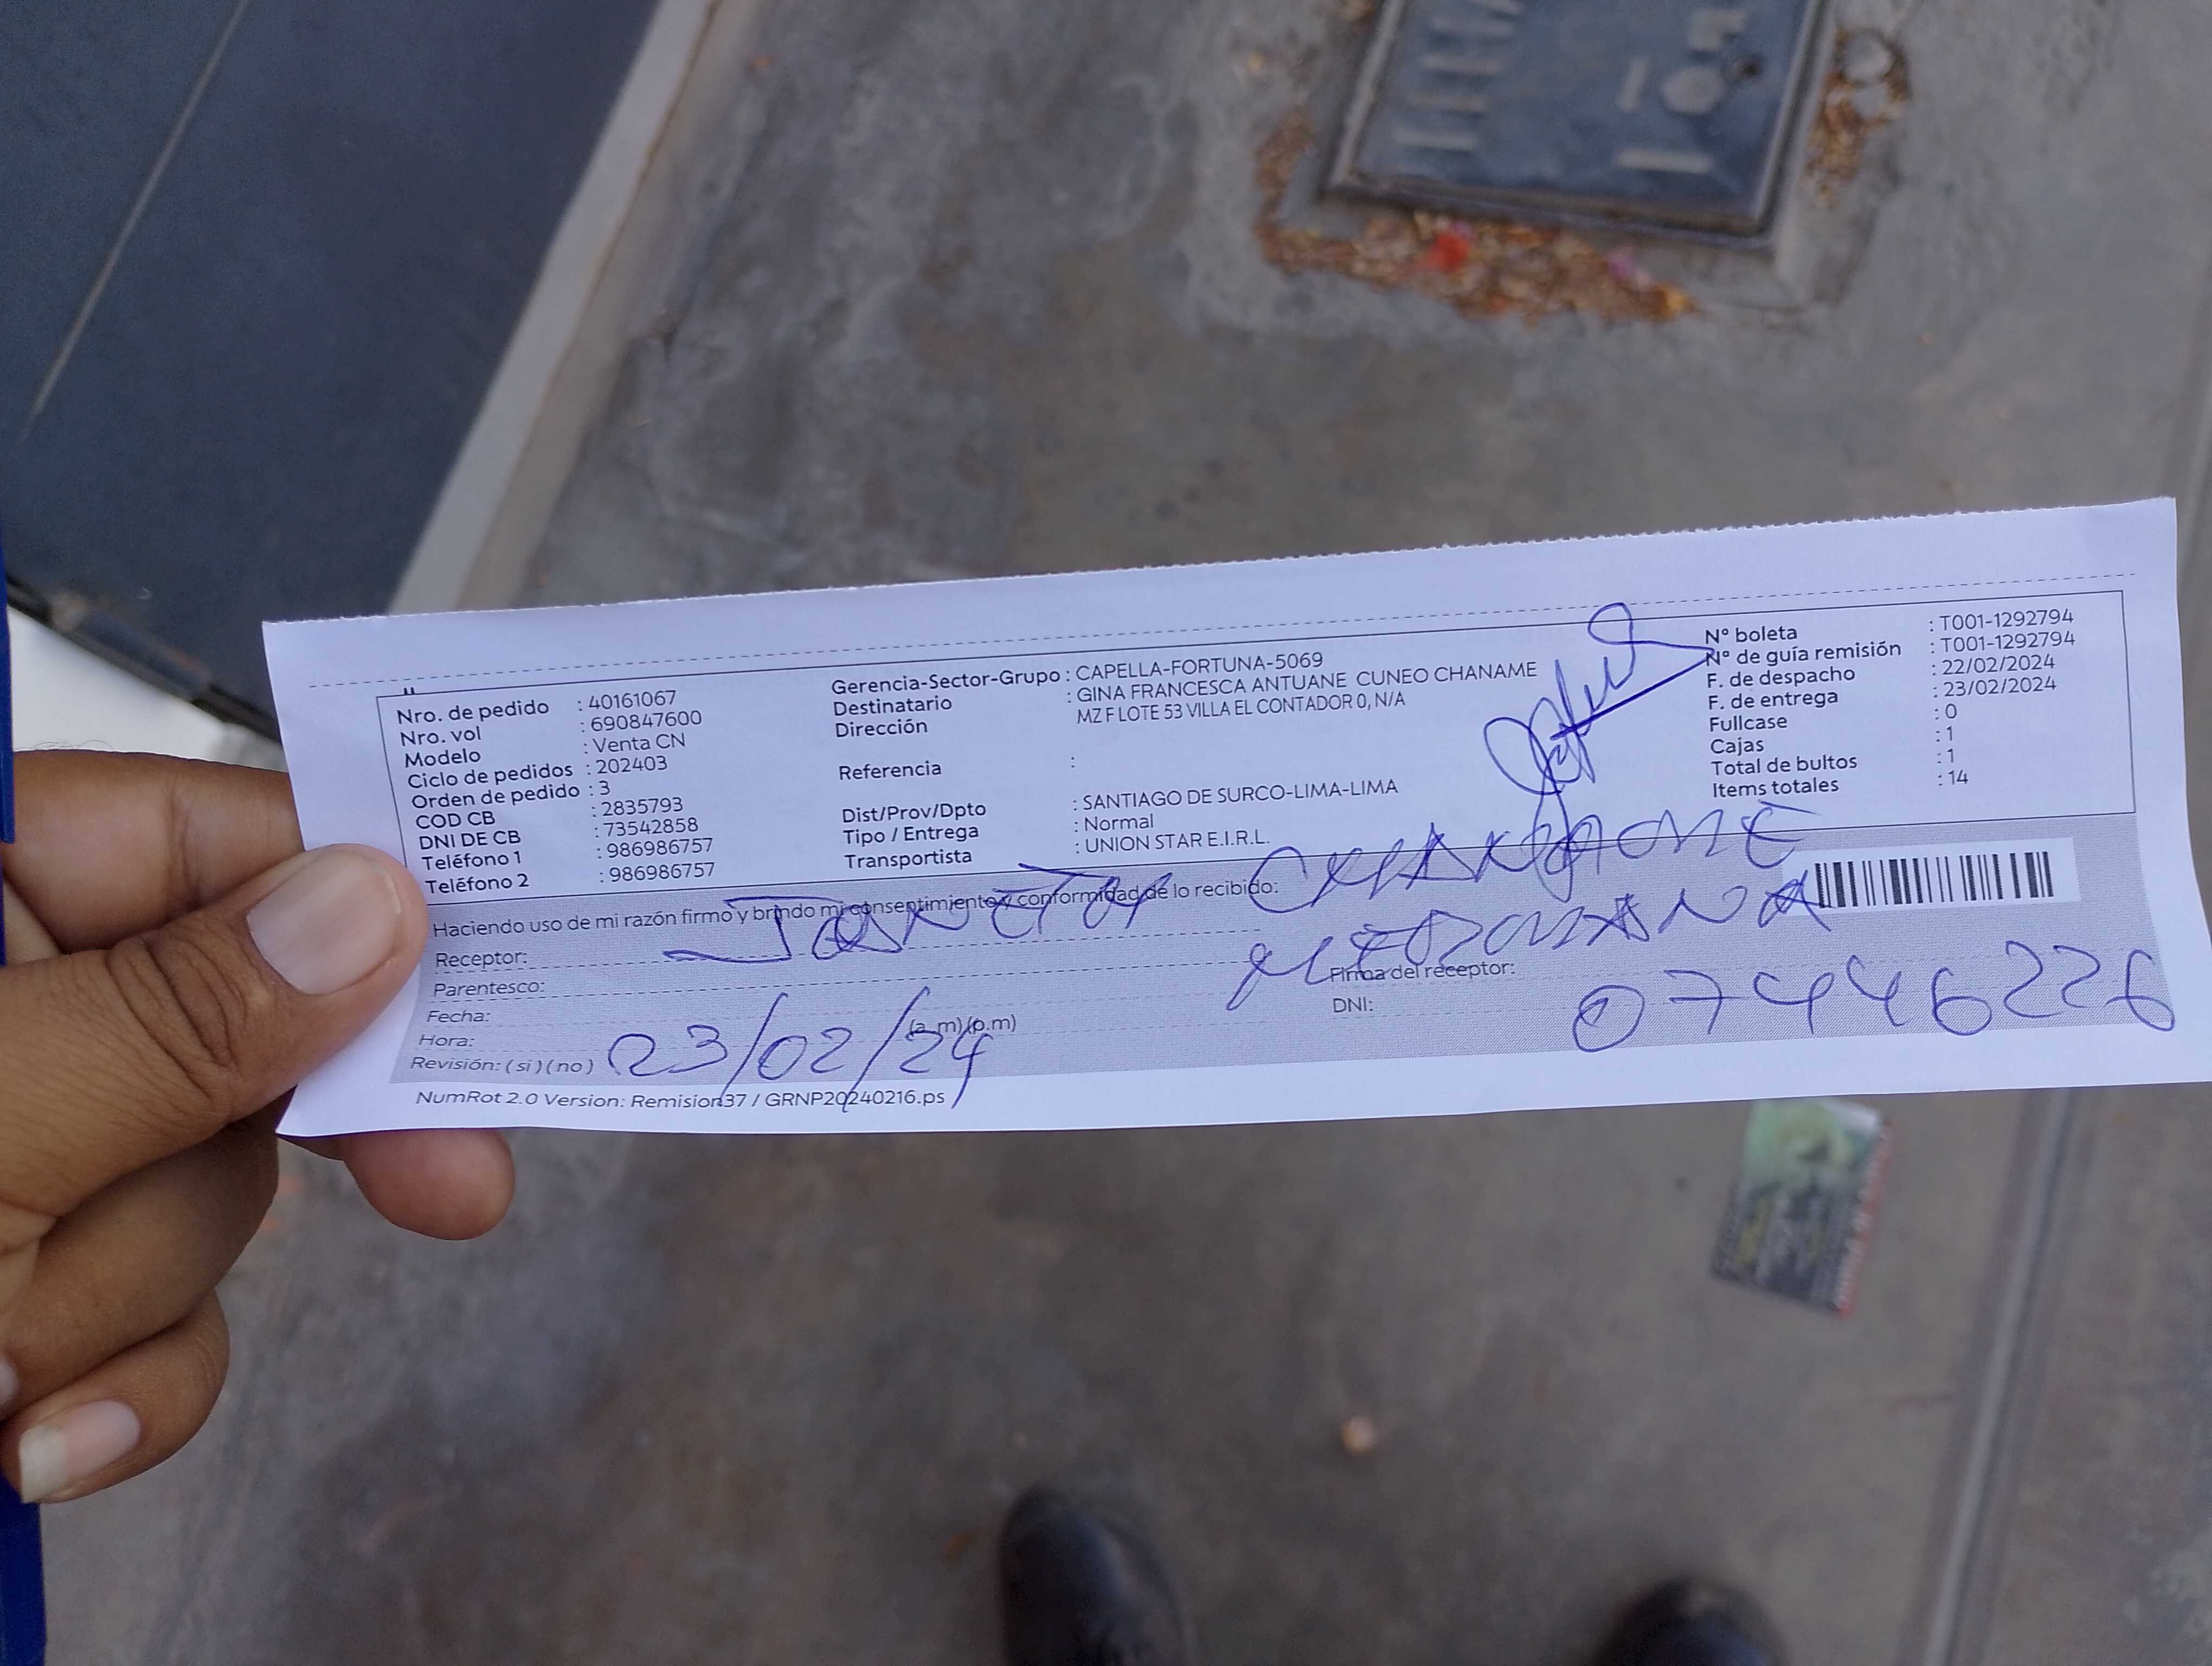 Nro. de pedido : 40161067
Nro. vol : 690847600
Modelo : Venta CN
Ciclo de pedidos : 202403
Orden de pedido : 3
COD CB : 2835793
DNI DE CB : 73542858
Teléfono 1 : 986986757
Teléfono 2 : 986986757
Gerencia-Sector-Grupo : CAPELLA-FORTUNA-5069
Destinatario : GINA FRANCESCA ANTUANE CUNEO CHANAME
Dirección MZ F LOTE 53 VILLA EL CONTADOR 0, N/A
Referencia :
Dist/Prov/Dpto : SANTIAGO DE SURCO-LIMA-LIMA
Tipo / Entrega : Normal
Transportista : UNION STAR E.I.R.L.
N° boleta : T001-1292794
N° de guía remisión : T001-1292794
F. de despacho : 22/02/2024
F. de entrega : 23/02/2024
Fullcase : 0
Cajas : 1
Total de bultos : 1
Items totales : 14
Haciendo uso de mi razón firmo y brindo mi consentimiento y conformidad de lo recibido:
CHANAME
Receptor:
Parentesco:
Firma del receptor:
Fecha:
DNI: 07446226
Hora: (a.m)(p.m)
Revisión: (si)(no) 23/02/24
NumRot 2.0 Version: Remision37 / GRNP20240216.ps